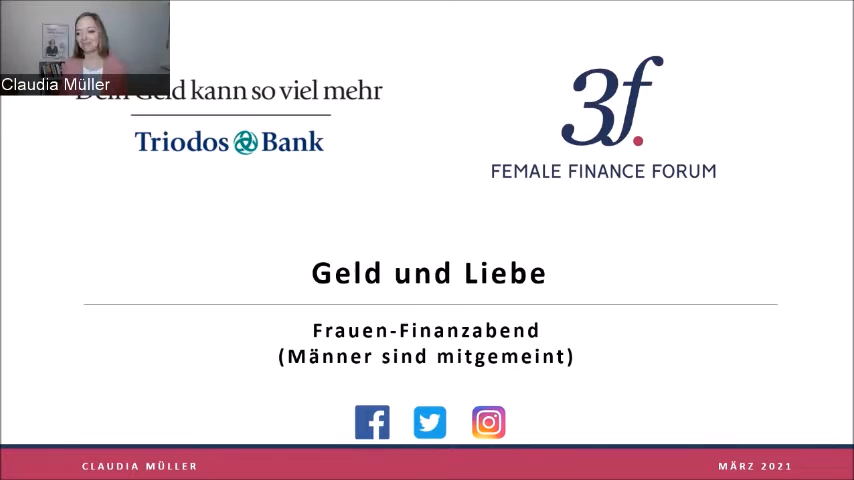 Claudia Müller
Geld kann so viel mehr
Triodos Bank
3f.
FEMALE FINANCE FORUM
Geld und Liebe
Frauen-Finanzabend
(Männer sind mitgemeint)
CLAUDIA MÜLLER
MÄRZ 2021